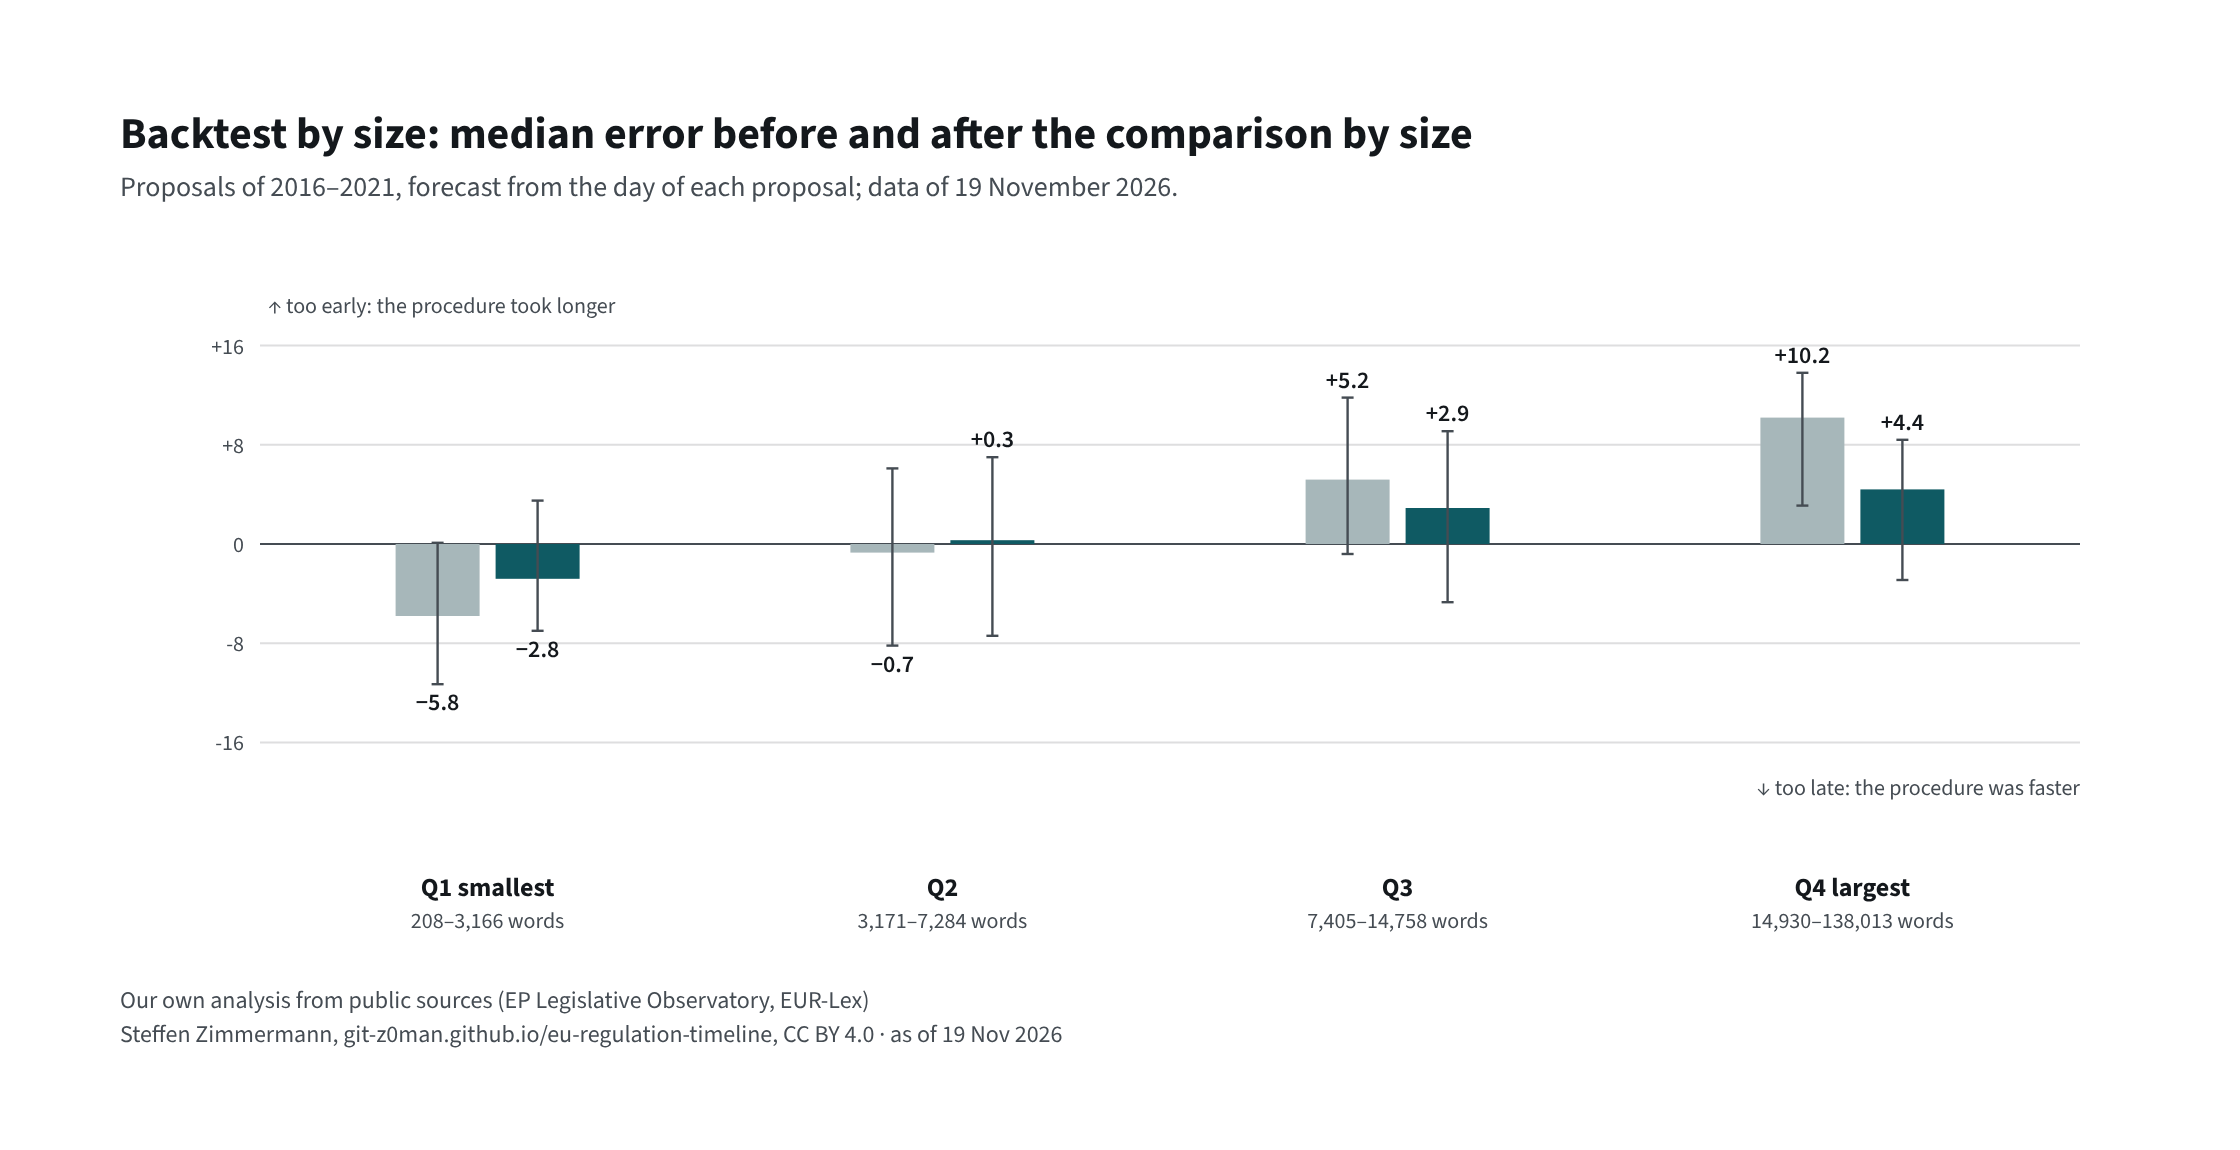 Backtest by size: median error before and after the comparison by size
Proposals of 2016–2021, forecast from the day of each proposal; data of 19 November 2026.
↑ too early: the procedure took longer
+16
+8
0
-8
-16
−5.8
−2.8
−0.7
+0.3
+5.2
+2.9
+10.2
+4.4
↓ too late: the procedure was faster
Q1 smallest
208–3,166 words
Q2
3,171–7,284 words
Q3
7,405–14,758 words
Q4 largest
14,930–138,013 words
Our own analysis from public sources (EP Legislative Observatory, EUR-Lex)
Steffen Zimmermann, git-z0man.github.io/eu-regulation-timeline, CC BY 4.0 · as of 19 Nov 2026